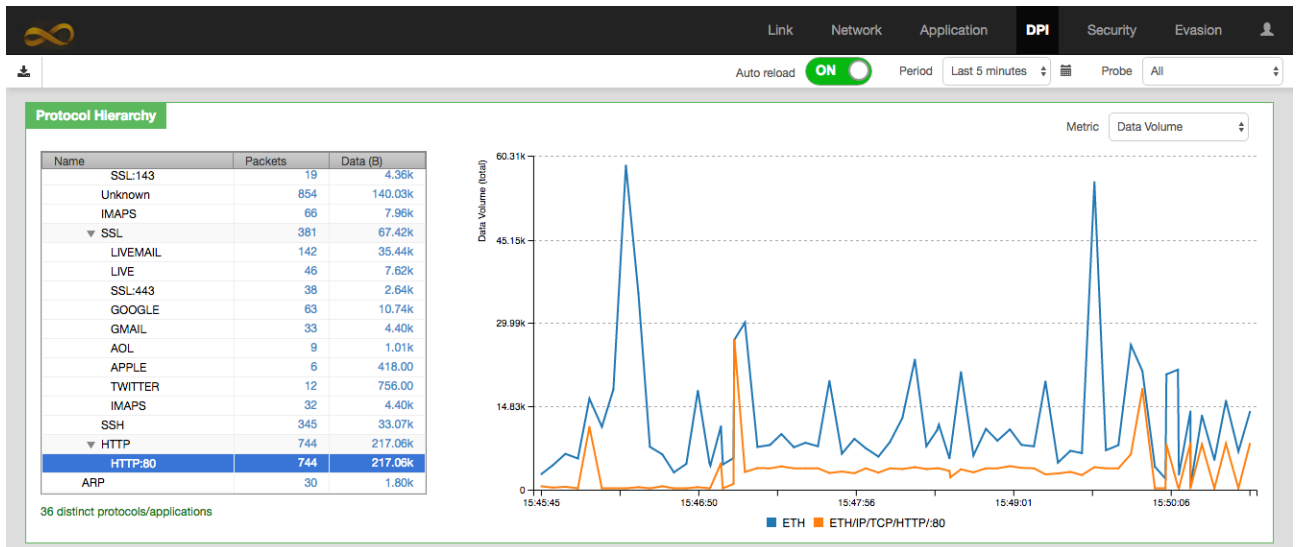 Link Network Application DPI Security Evasion
Auto reload ON Period Last 5 minutes Probe All
Protocol Hierarchy
Metric Data Volume
Name Packets Data (B)
SSL:143 19 4.36k
Unknown 854 140.03k
IMAPS 66 7.96k
SSL 381 67.42k
LIVEMAIL 142 35.44k
LIVE 46 7.62k
SSL:443 38 2.64k
GOOGLE 63 10.74k
GMAIL 33 4.40k
AOL 9 1.01k
APPLE 6 418.00
TWITTER 12 756.00
IMAPS 32 4.40k
SSH 345 33.07k
HTTP 744 217.06k
HTTP:80 744 217.06k
ARP 30 1.80k
36 distinct protocols/applications
Data Volume (total)
60.31k
45.15k
29.99k
14.83k
0
15:45:45 15:46:50 15:47:56 15:49:01 15:50:06
ETH ETH/IP/TCP/HTTP/:80